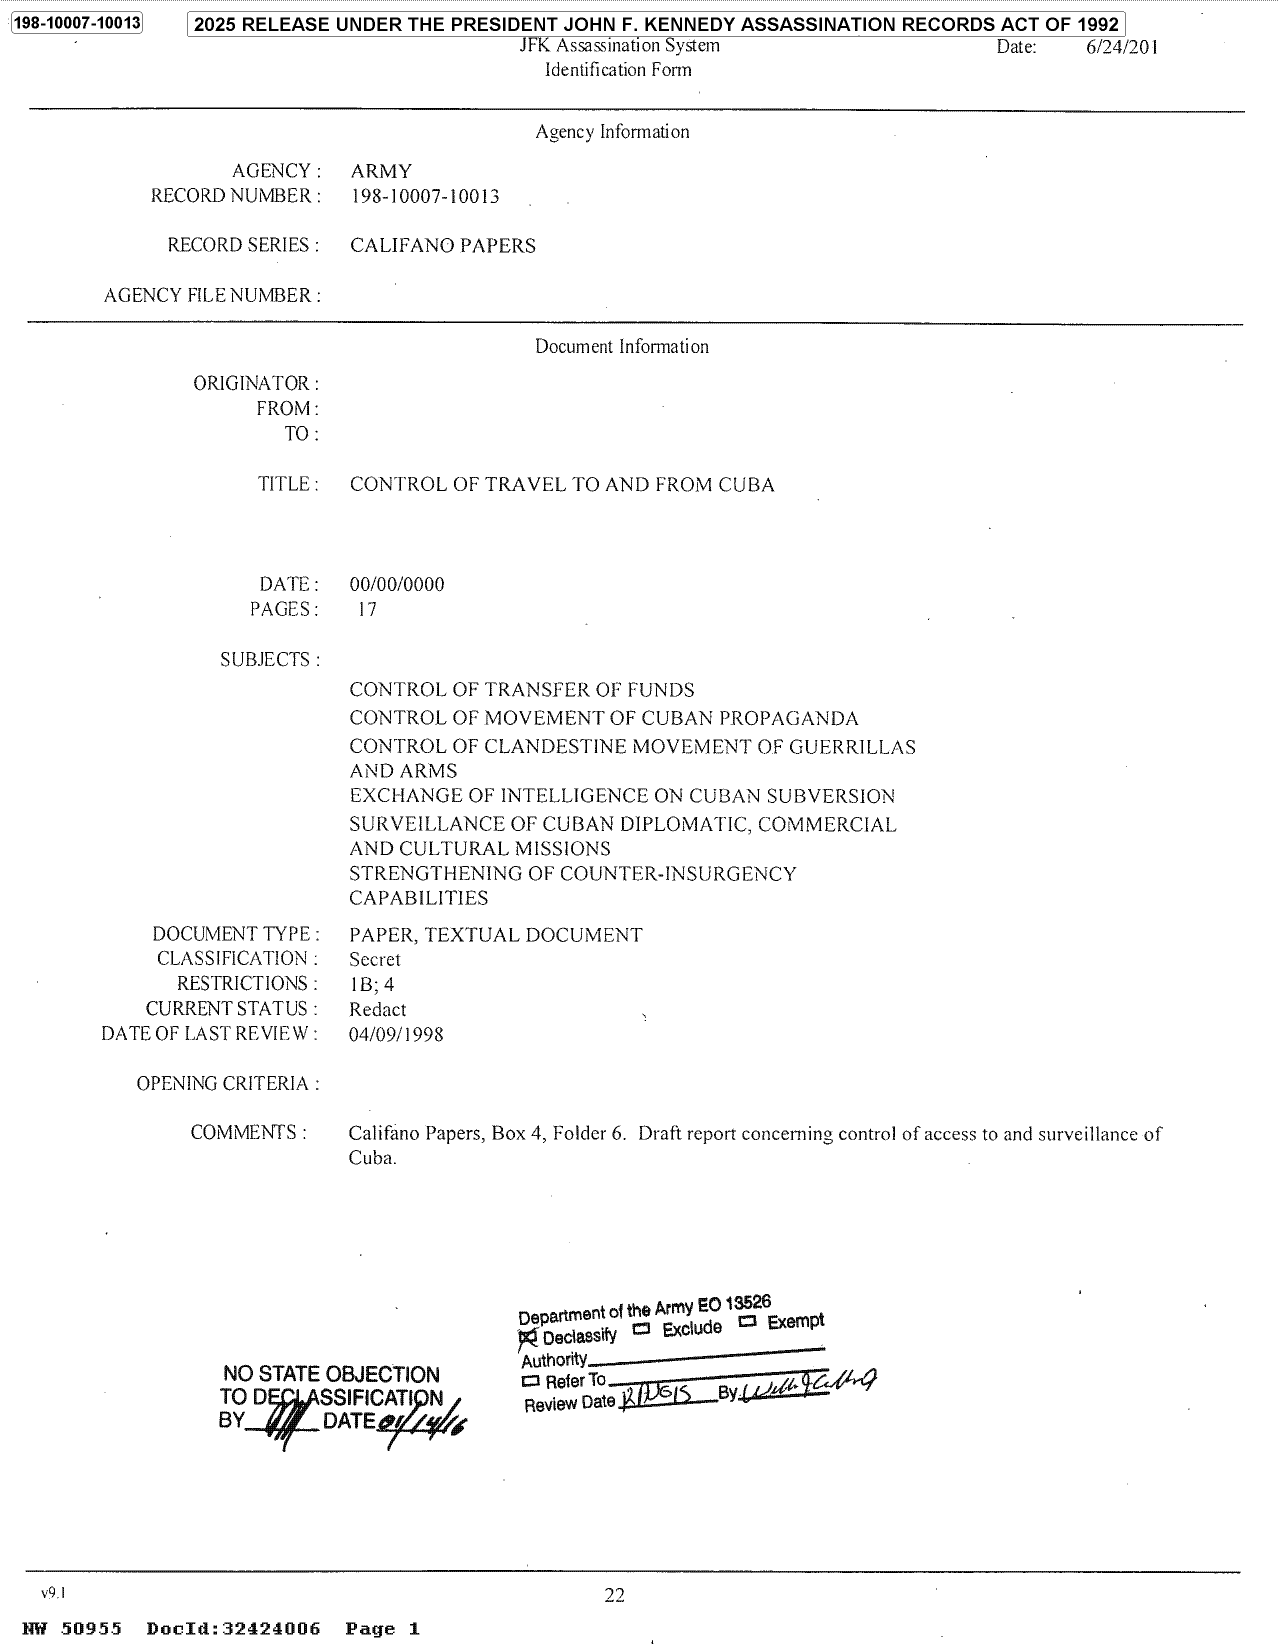 198-10007-10013
2025 RELEASE UNDER THE PRESIDENT JOHN F. KENNEDY ASSASSINATION RECORDS ACT OF 1992
JFK Assassination System
Date: 6/24/201
Identification Form
Agency Information
AGENCY : ARMY
RECORD NUMBER : 198-10007-10013
RECORD SERIES : CALIFANO PAPERS
AGENCY FILE NUMBER :
Document Information
ORIGINATOR :
FROM :
TO :
TITLE : CONTROL OF TRAVEL TO AND FROM CUBA
DATE : 00/00/0000
PAGES : 17
SUBJECTS :
CONTROL OF TRANSFER OF FUNDS
CONTROL OF MOVEMENT OF CUBAN PROPAGANDA
CONTROL OF CLANDESTINE MOVEMENT OF GUERRILLAS
AND ARMS
EXCHANGE OF INTELLIGENCE ON CUBAN SUBVERSION
SURVEILLANCE OF CUBAN DIPLOMATIC, COMMERCIAL
AND CULTURAL MISSIONS
STRENGTHENING OF COUNTER-INSURGENCY
CAPABILITIES
DOCUMENT TYPE : PAPER, TEXTUAL DOCUMENT
CLASSIFICATION : Secret
RESTRICTIONS : 1B; 4
CURRENT STATUS : Redact
DATE OF LAST REVIEW : 04/09/1998
OPENING CRITERIA :
COMMENTS : Califano Papers, Box 4, Folder 6. Draft report concerning control of access to and surveillance of
Cuba.
Department of the Army EO 13526
Declassify Exclude Exempt
Authority
Refer To
Review Date By
NO STATE OBJECTION
TO DECLASSIFICATION
BY DATE 01/14/16
v9.1
22
NW 50955 DocId:32424006 Page 1